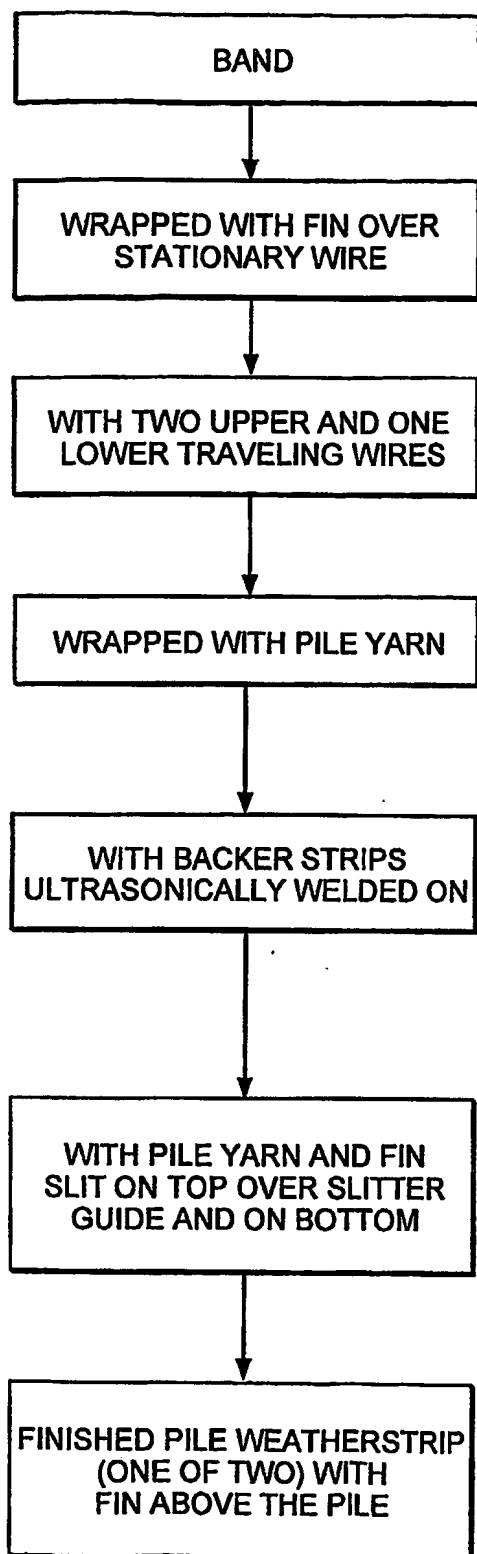 BAND
WRAPPED WITH FIN OVER
STATIONARY WIRE
WITH TWO UPPER AND ONE
LOWER TRAVELING WIRES
WRAPPED WITH PILE YARN
WITH BACKER STRIPS
ULTRASONICALLY WELDED ON
WITH PILE YARN AND FIN
SLIT ON TOP OVER SLITTER
GUIDE AND ON BOTTOM
FINISHED PILE WEATHERSTRIP
(ONE OF TWO) WITH
FIN ABOVE THE PILE